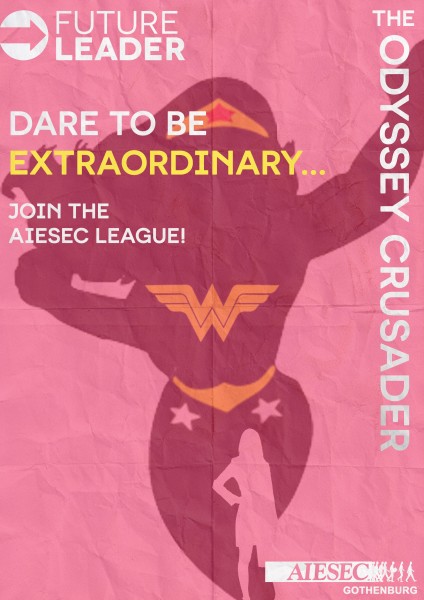 FUTURE
LEADER
DARE TO BE
EXTRAORDINARY...
JOIN THE
AIESEC LEAGUE!
THE ODYSSEY CRUSADER
W
AIESEC
GOTHENBURG